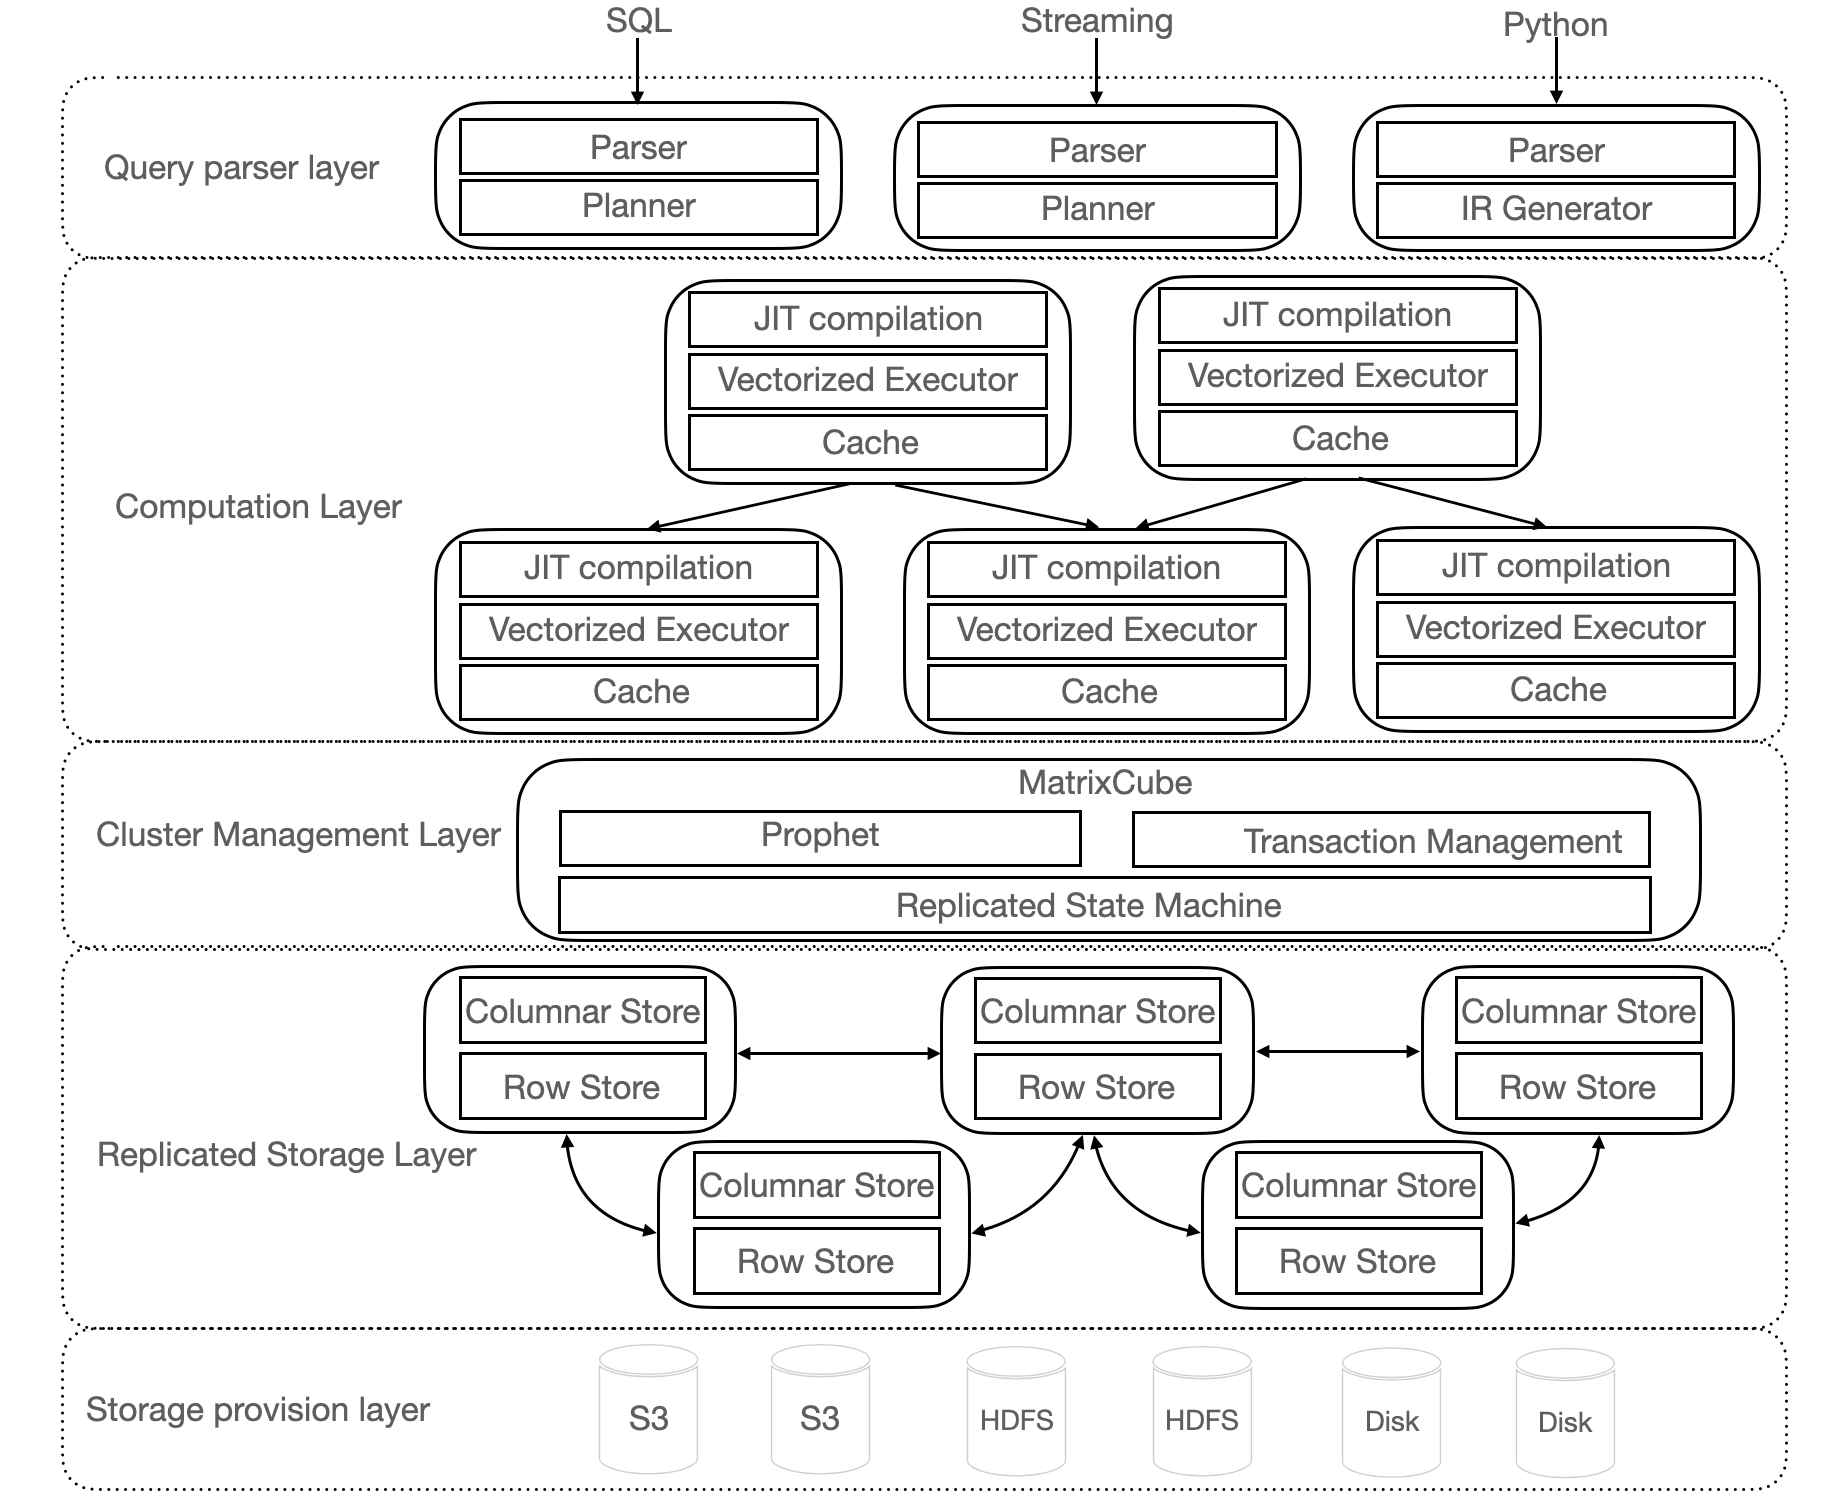 SQL
Streaming
Python
Query parser layer
Parser
Planner
Parser
Planner
Parser
IR Generator
Computation Layer
JIT compilation
Vectorized Executor
Cache
JIT compilation
Vectorized Executor
Cache
JIT compilation
Vectorized Executor
Cache
JIT compilation
Vectorized Executor
Cache
JIT compilation
Vectorized Executor
Cache
Cluster Management Layer
MatrixCube
Prophet
Transaction Management
Replicated State Machine
Replicated Storage Layer
Columnar Store
Row Store
Columnar Store
Row Store
Columnar Store
Row Store
Columnar Store
Row Store
Columnar Store
Row Store
Storage provision layer
S3
S3
HDFS
HDFS
Disk
Disk